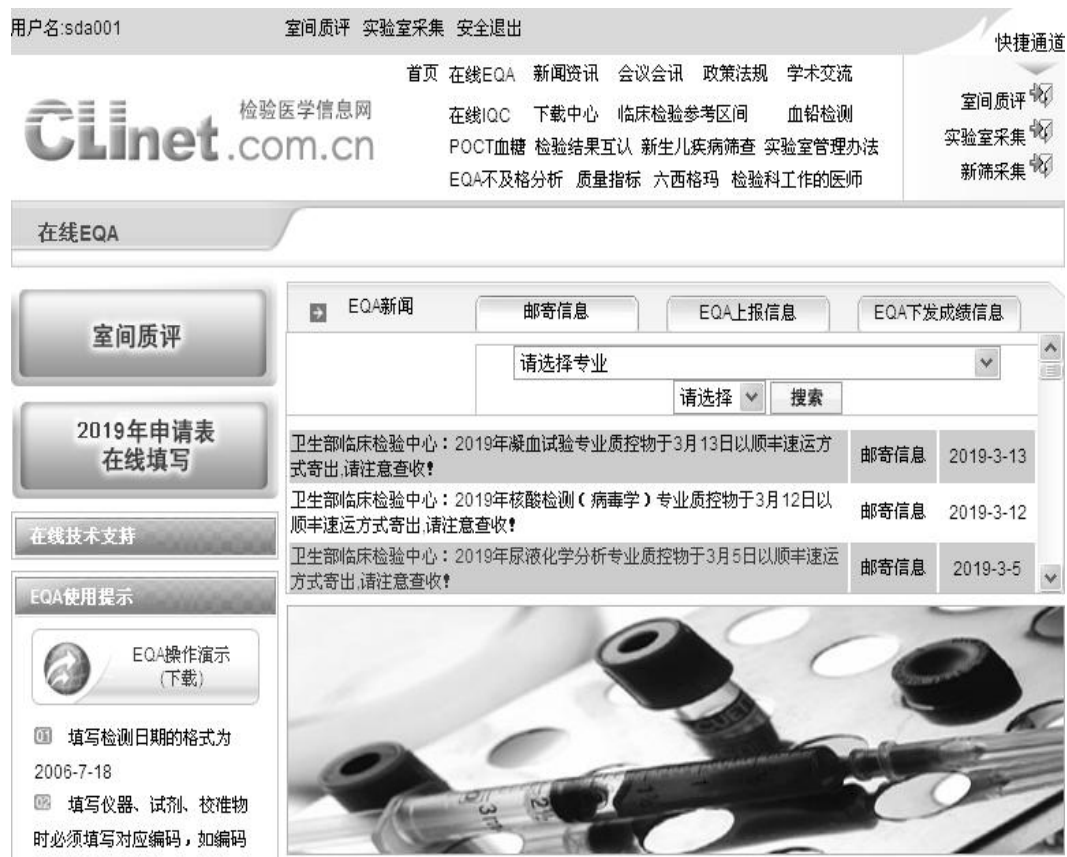 用户名:sda001
室间质评 实验室采集 安全退出
快捷通道
首页 在线EQA 新闻资讯 会议会讯 政策法规 学术交流
在线IQC 下载中心 临床检验参考区间 血铅检测
POCT血糖 检验结果互认 新生儿疾病筛查 实验室管理办法
EQA不及格分析 质量指标 六西格玛 检验科工作的医师
CLInet.com.cn
检验医学信息网
室间质评
实验室采集
新筛采集
在线EQA
室间质评
2019年申请表
在线填写
在线技术支持
EQA使用提示
EQA操作演示
(下载)
01 填写检测日期的格式为
2006-7-18
02 填写仪器、试剂、校准物
时必须填写对应编码，如编码
EQA新闻 邮寄信息 EQA上报信息 EQA下发成绩信息
请选择专业
请选择 搜索
卫生部临床检验中心：2019年凝血试验专业质控物于3月13日以顺丰速运方
式寄出,请注意查收! 邮寄信息 2019-3-13
卫生部临床检验中心：2019年核酸检测(病毒学)专业质控物于3月12日以
顺丰速运方式寄出,请注意查收! 邮寄信息 2019-3-12
卫生部临床检验中心：2019年尿液化学分析专业质控物于3月5日以顺丰速运
方式寄出,请注意查收! 邮寄信息 2019-3-5